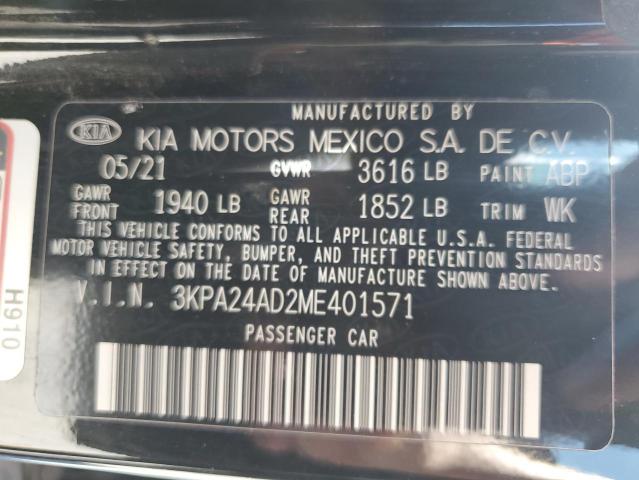 MANUFACTURED BY
KIA KIA MOTORS MEXICO S.A. DE C.V.
05/21 GVWR 3616 LB PAINT ABP
GAWR FRONT 1940 LB GAWR REAR 1852 LB TRIM WK
THIS VEHICLE CONFORMS TO ALL APPLICABLE U.S.A. FEDERAL
MOTOR VEHICLE SAFETY, BUMPER, AND THEFT PREVENTION STANDARDS
IN EFFECT ON THE DATE OF MANUFACTURE SHOWN ABOVE.
V.I.N. 3KPA24AD2ME401571
PASSENGER CAR
H910